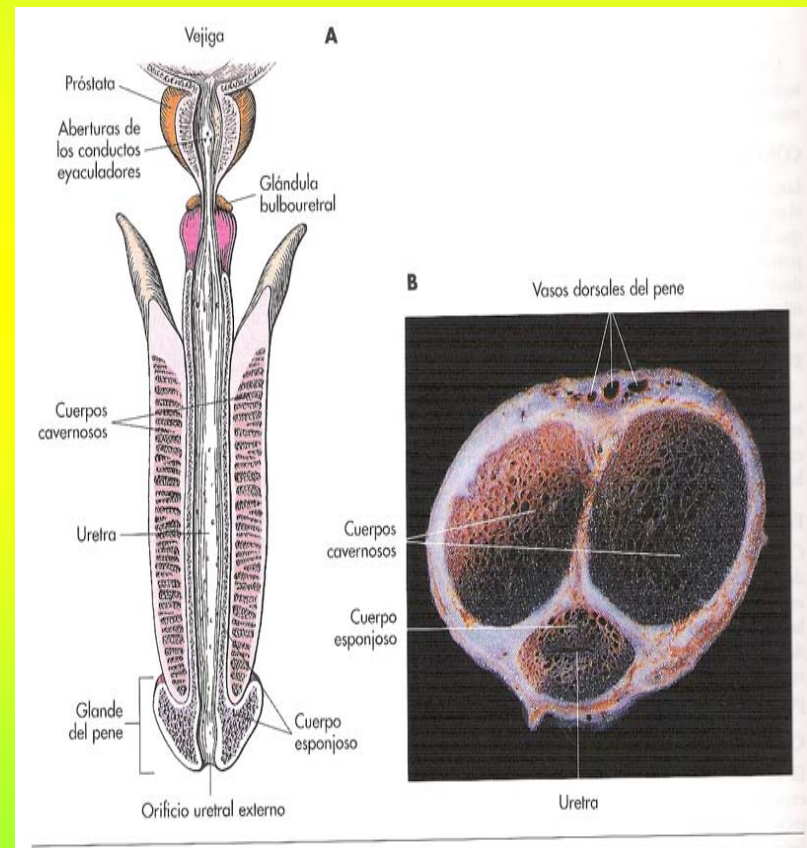 Vejiga
A
Próstata
Aberturas de
los conductos
eyaculadores
Glándula
bulbouretral
Cuerpos
cavernosos
Uretra
Glande
del pene
Cuerpo
esponjoso
Orificio uretral externo
B
Vasos dorsales del pene
Cuerpos
cavernosos
Cuerpo
esponjoso
Uretra